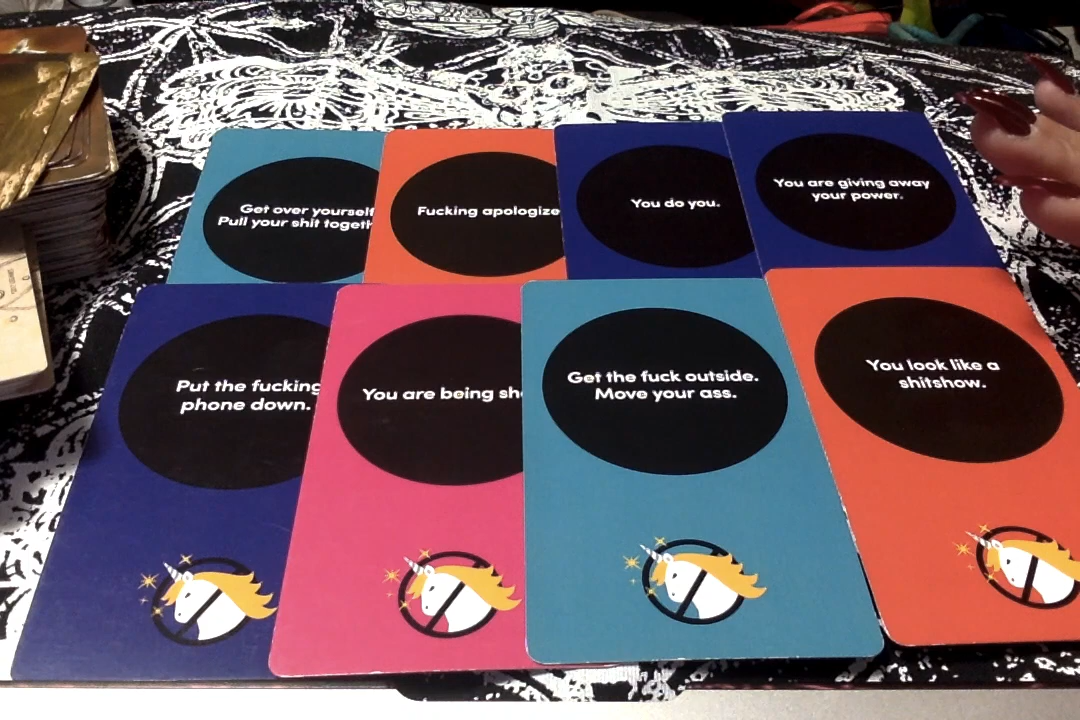 Get over yourself
Pull your shit togeth
Fucking apologize
You do you.
You are giving away
your power.
Put the fucking
phone down.
You are being sh
Get the fuck outside.
Move your ass.
You look like a
shitshow.